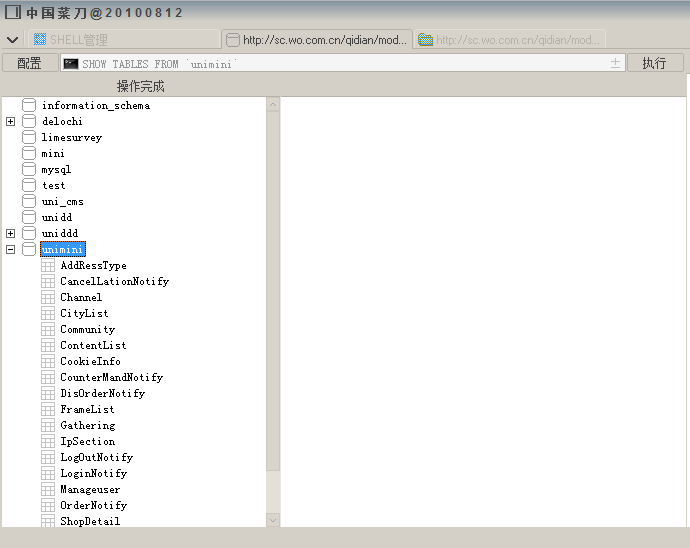 中国菜刀@20100812
SHELL管理 http://sc.wo.com.cn/qidian/mod... http://sc.wo.com.cn/qidian/mod...
配置 SHOW TABLES FROM `unimini` 执行
操作完成
information_schema
delochi
limesurvey
mini
mysql
test
uni_cms
unidd
uniddd
unimini
AddRessType
CancelLationNotify
Channel
CityList
Community
ContentList
CookieInfo
CounterMandNotify
DisOrderNotify
FrameList
Gathering
IpSection
LogOutNotify
LoginNotify
Manageuser
OrderNotify
ShopDetail